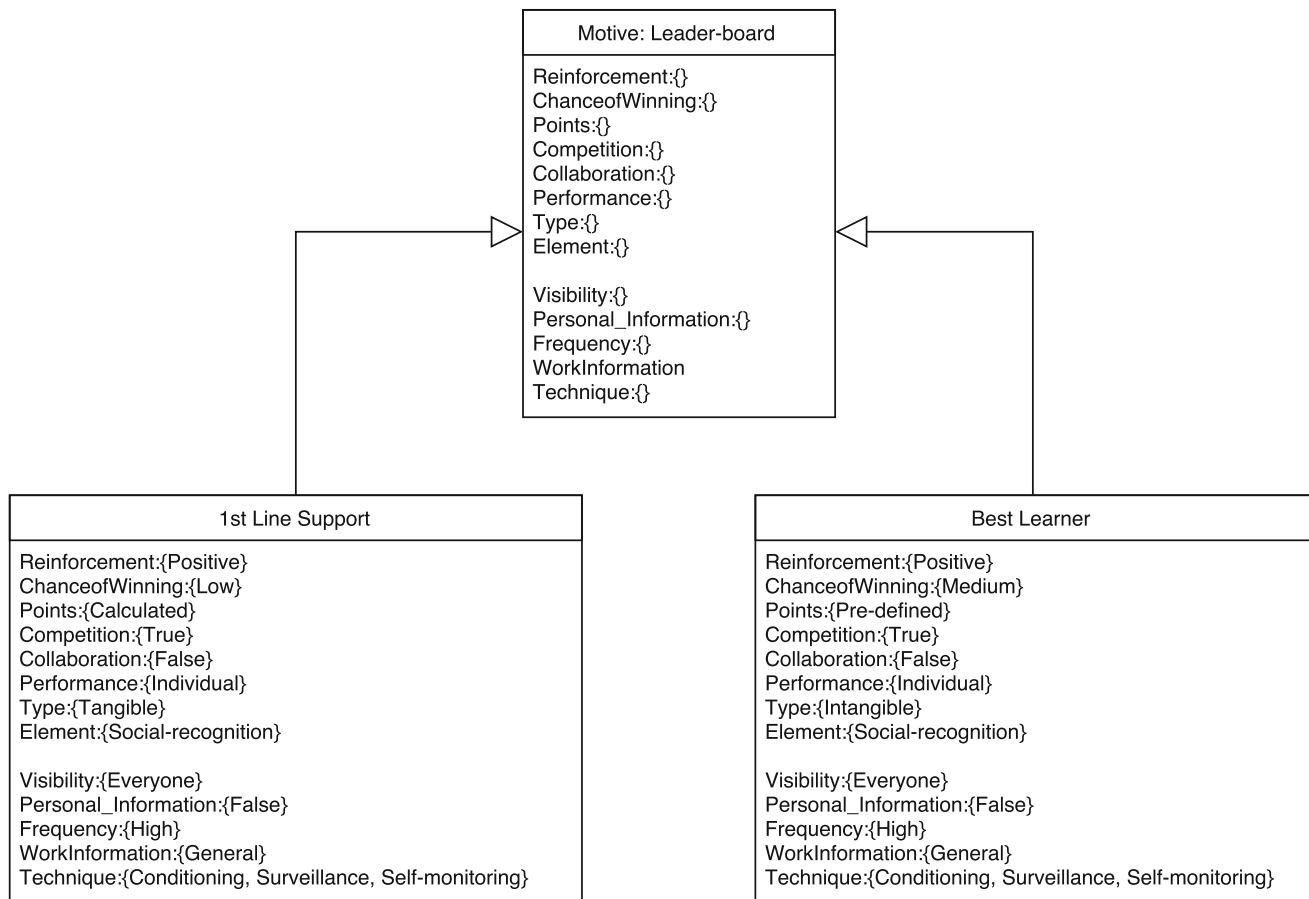 Motive: Leader-board
Reinforcement:{}
ChanceofWinning:{}
Points:{}
Competition:{}
Collaboration:{}
Performance:{}
Type:{}
Element:{}
Visibility:{}
Personal_Information:{}
Frequency:{}
WorkInformation
Technique:{}
1st Line Support
Reinforcement:{Positive}
ChanceofWinning:{Low}
Points:{Calculated}
Competition:{True}
Collaboration:{False}
Performance:{Individual}
Type:{Tangible}
Element:{Social-recognition}
Visibility:{Everyone}
Personal_Information:{False}
Frequency:{High}
WorkInformation:{General}
Technique:{Conditioning, Surveillance, Self-monitoring}
Best Learner
Reinforcement:{Positive}
ChanceofWinning:{Medium}
Points:{Pre-defined}
Competition:{True}
Collaboration:{False}
Performance:{Individual}
Type:{Intangible}
Element:{Social-recognition}
Visibility:{Everyone}
Personal_Information:{False}
Frequency:{High}
WorkInformation:{General}
Technique:{Conditioning, Surveillance, Self-monitoring}